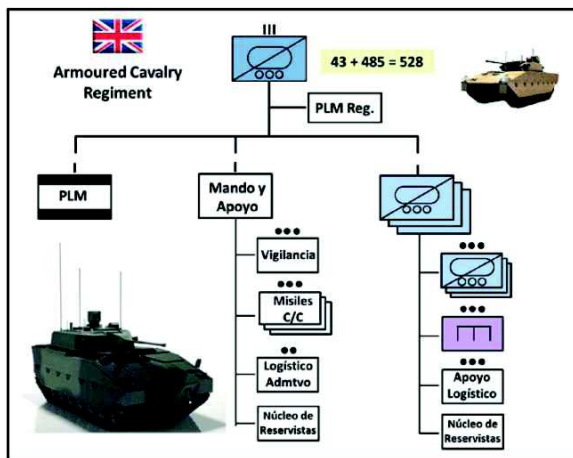 Armoured Cavalry
Regiment
III
43 + 485 = 528
PLM Reg.
PLM
I
Mando y
Apoyo
I
Vigilancia
Misiles
C/C
Logístico
Admtvo
Núcleo de
Reservistas
Apoyo
Logístico
Núcleo de
Reservistas